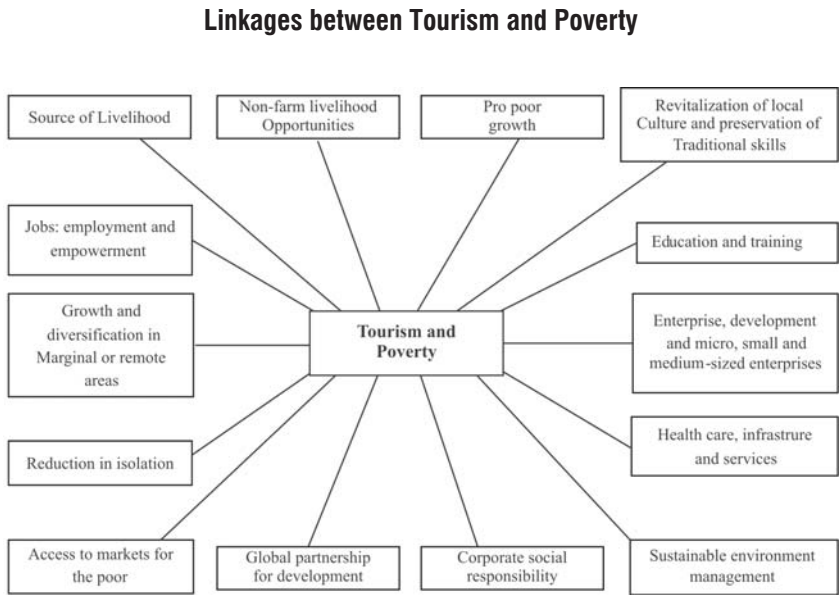 Linkages between Tourism and Poverty
Source of Livelihood
Non-farm livelihood
Opportunities
Pro poor
growth
Revitalization of local
Culture and preservation of
Traditional skills
Jobs: employment and
empowerment
Education and training
Growth and
diversification in
Marginal or remote
areas
Tourism and
Poverty
Enterprise, development
and micro, small and
medium-sized enterprises
Reduction in isolation
Health care, infrastrure
and services
Access to markets for
the poor
Global partnership
for development
Corporate social
responsibility
Sustainable environment
management